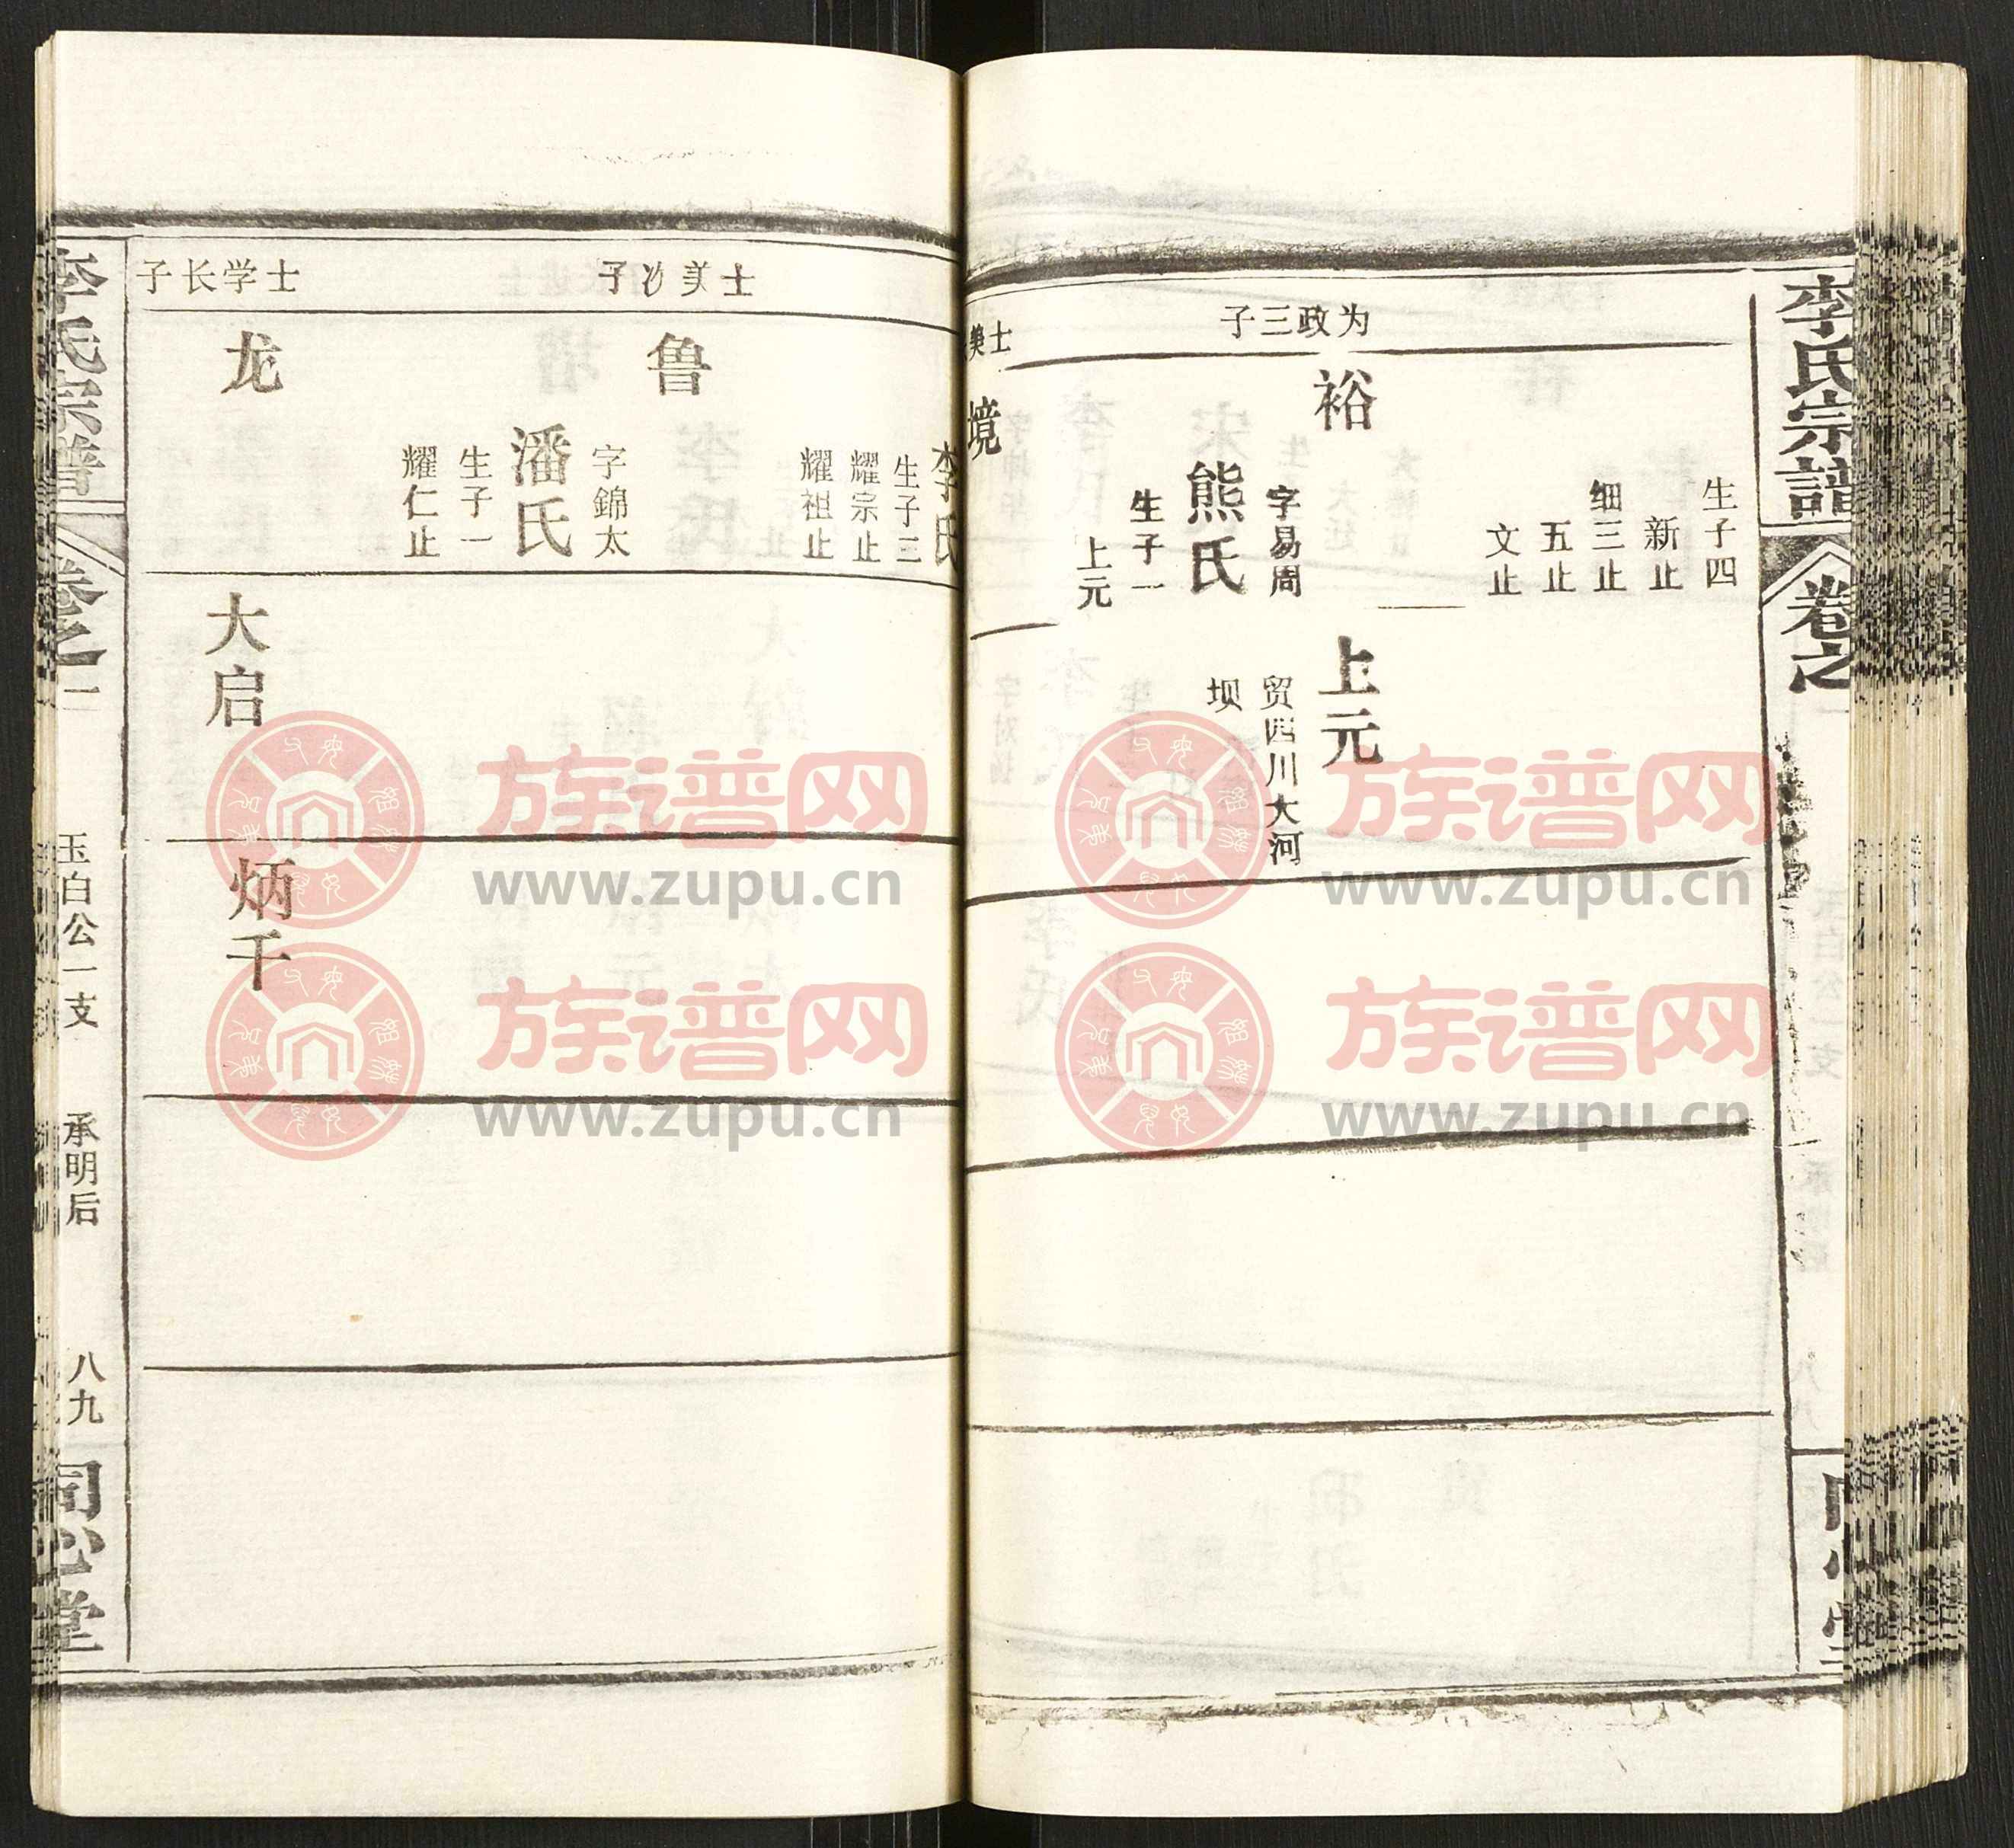 李氏宗譜
卷之
生子四
新止
细三止
五止
文止
为政三子
裕
字易周
熊氏
生子一
上元
上元
贸四川大河
坝
美士
境
李氏
生子三
耀宗止
耀祖止
士美次子
鲁
字錦太
潘氏
生子一
耀仁止
士学长子
龙
大启
炳千
李氏宗譜
卷之一
玉白公一支
承明后
八九
同心堂
族谱网
www.zupu.cn
族谱网
www.zupu.cn
族谱网
www.zupu.cn
族谱网
www.zupu.cn